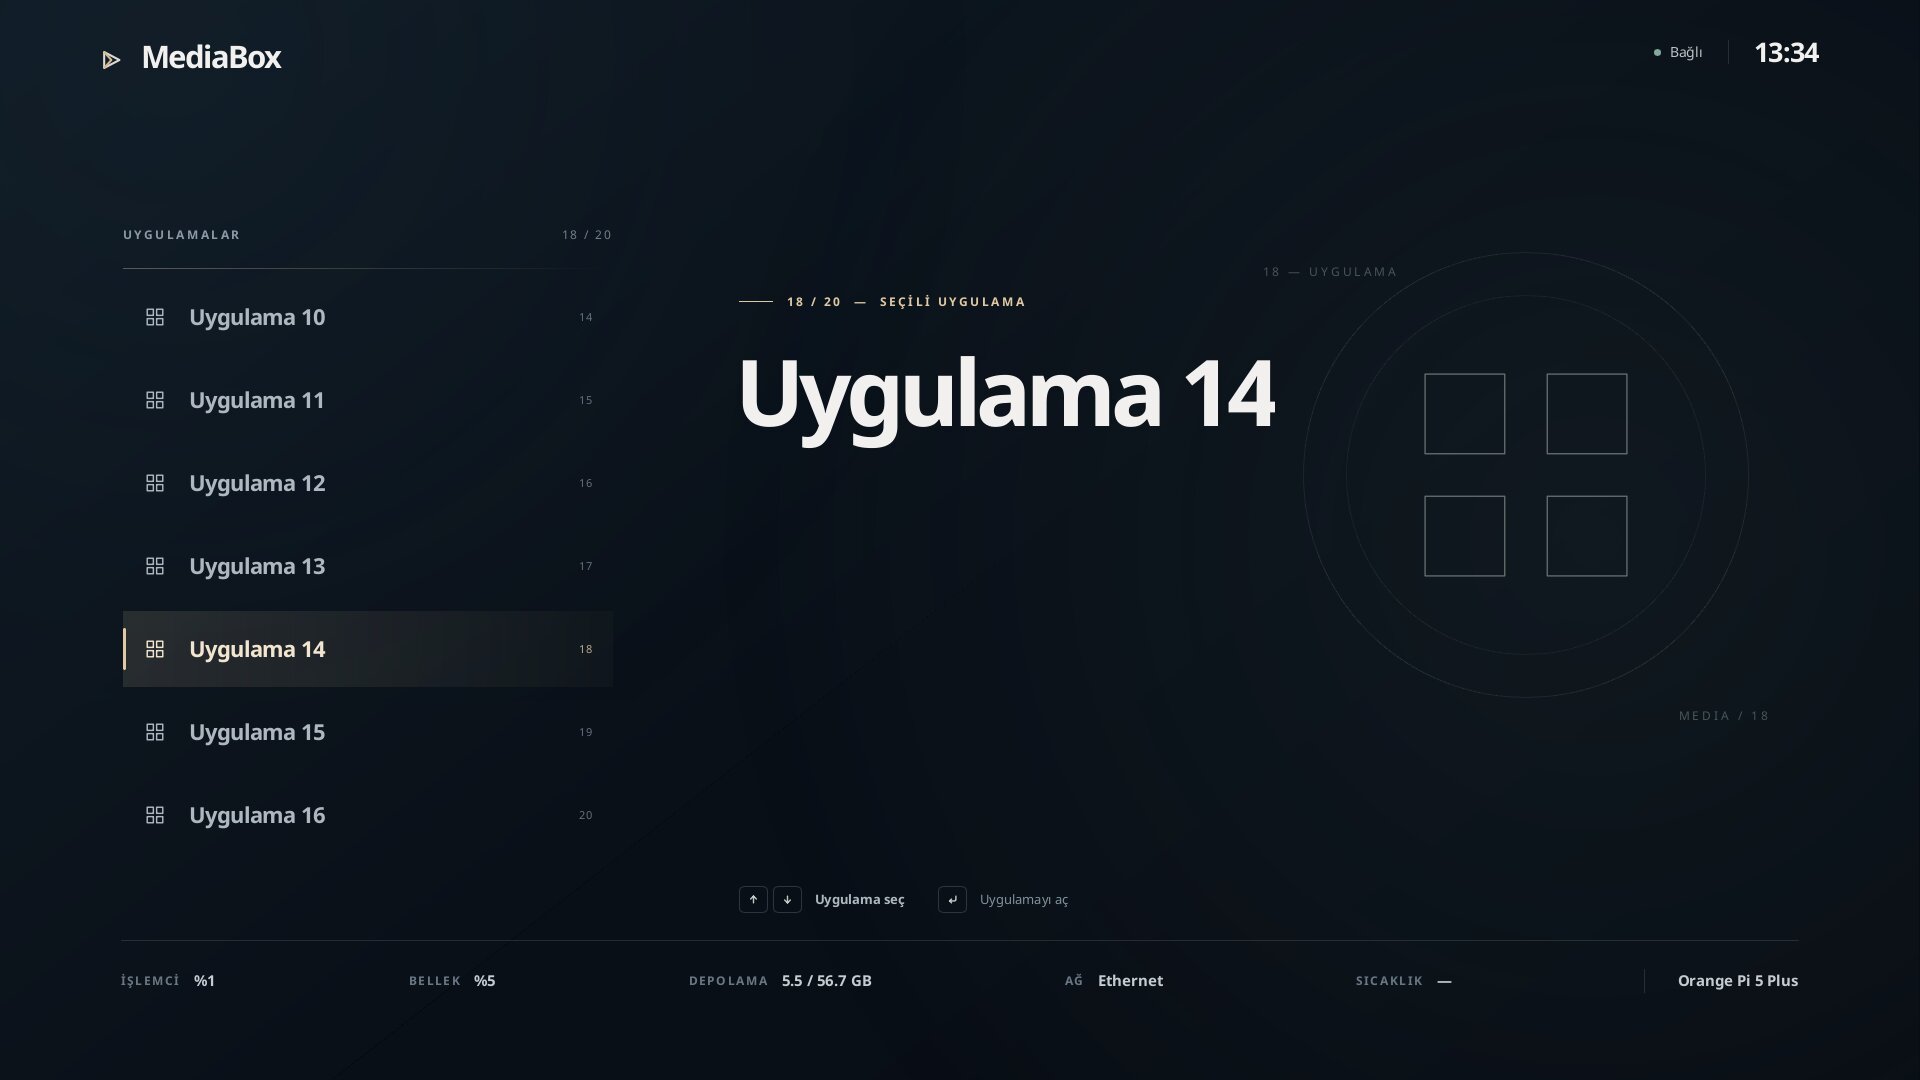 MediaBox
Bağlı
13:34
UYGULAMALAR
18 / 20
Uygulama 10
14
Uygulama 11
15
Uygulama 12
16
Uygulama 13
17
Uygulama 14
18
Uygulama 15
19
Uygulama 16
20
18 — UYGULAMA
18 / 20 — SEÇİLİ UYGULAMA
Uygulama 14
MEDIA / 18
Uygulama seç
Uygulamayı aç
İŞLEMCİ %1
BELLEK %5
DEPOLAMA 5.5 / 56.7 GB
AĞ Ethernet
SICAKLIK —
Orange Pi 5 Plus